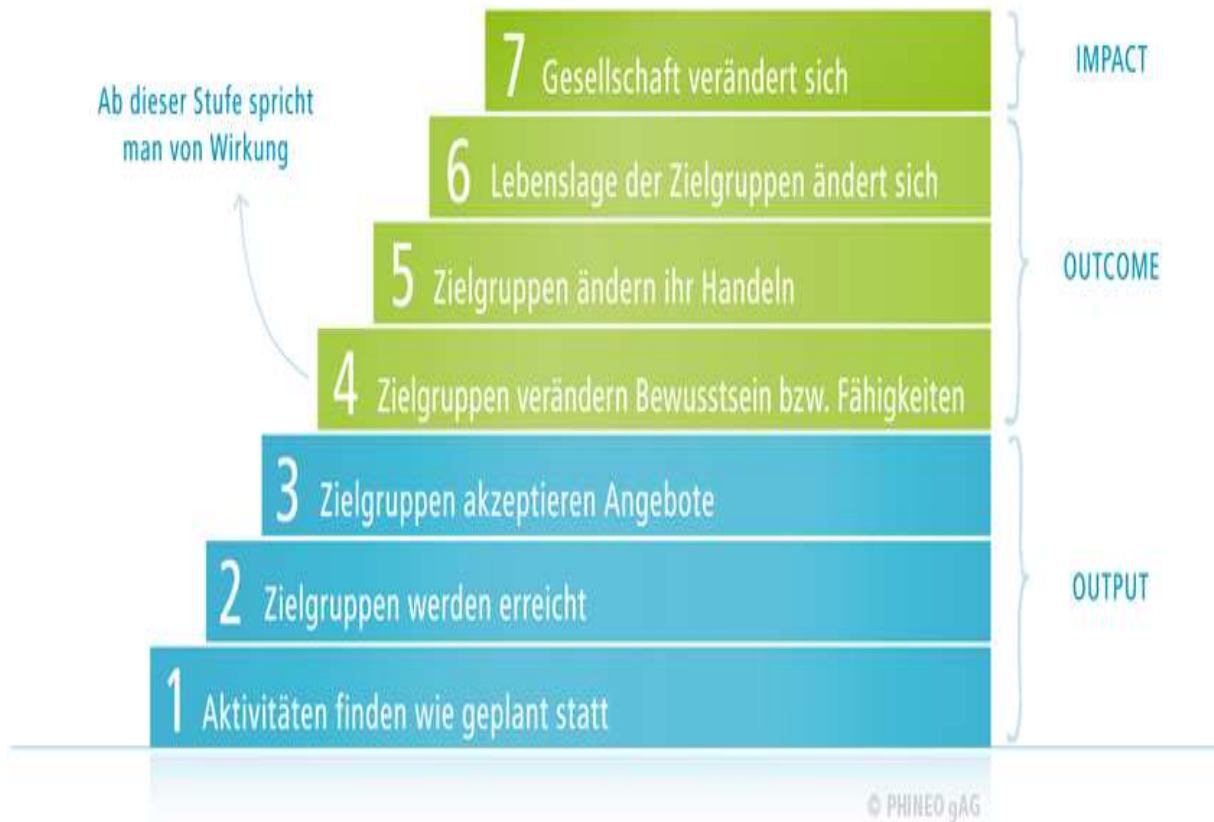 7 Gesellschaft verändert sich
IMPACT
Ab dieser Stufe spricht
man von Wirkung
6 Lebenslage der Zielgruppen ändert sich
5 Zielgruppen ändern ihr Handeln
OUTCOME
4 Zielgruppen verändern Bewusstsein bzw. Fähigkeiten
3 Zielgruppen akzeptieren Angebote
2 Zielgruppen werden erreicht
OUTPUT
1 Aktivitäten finden wie geplant statt
© PHINEO gAG